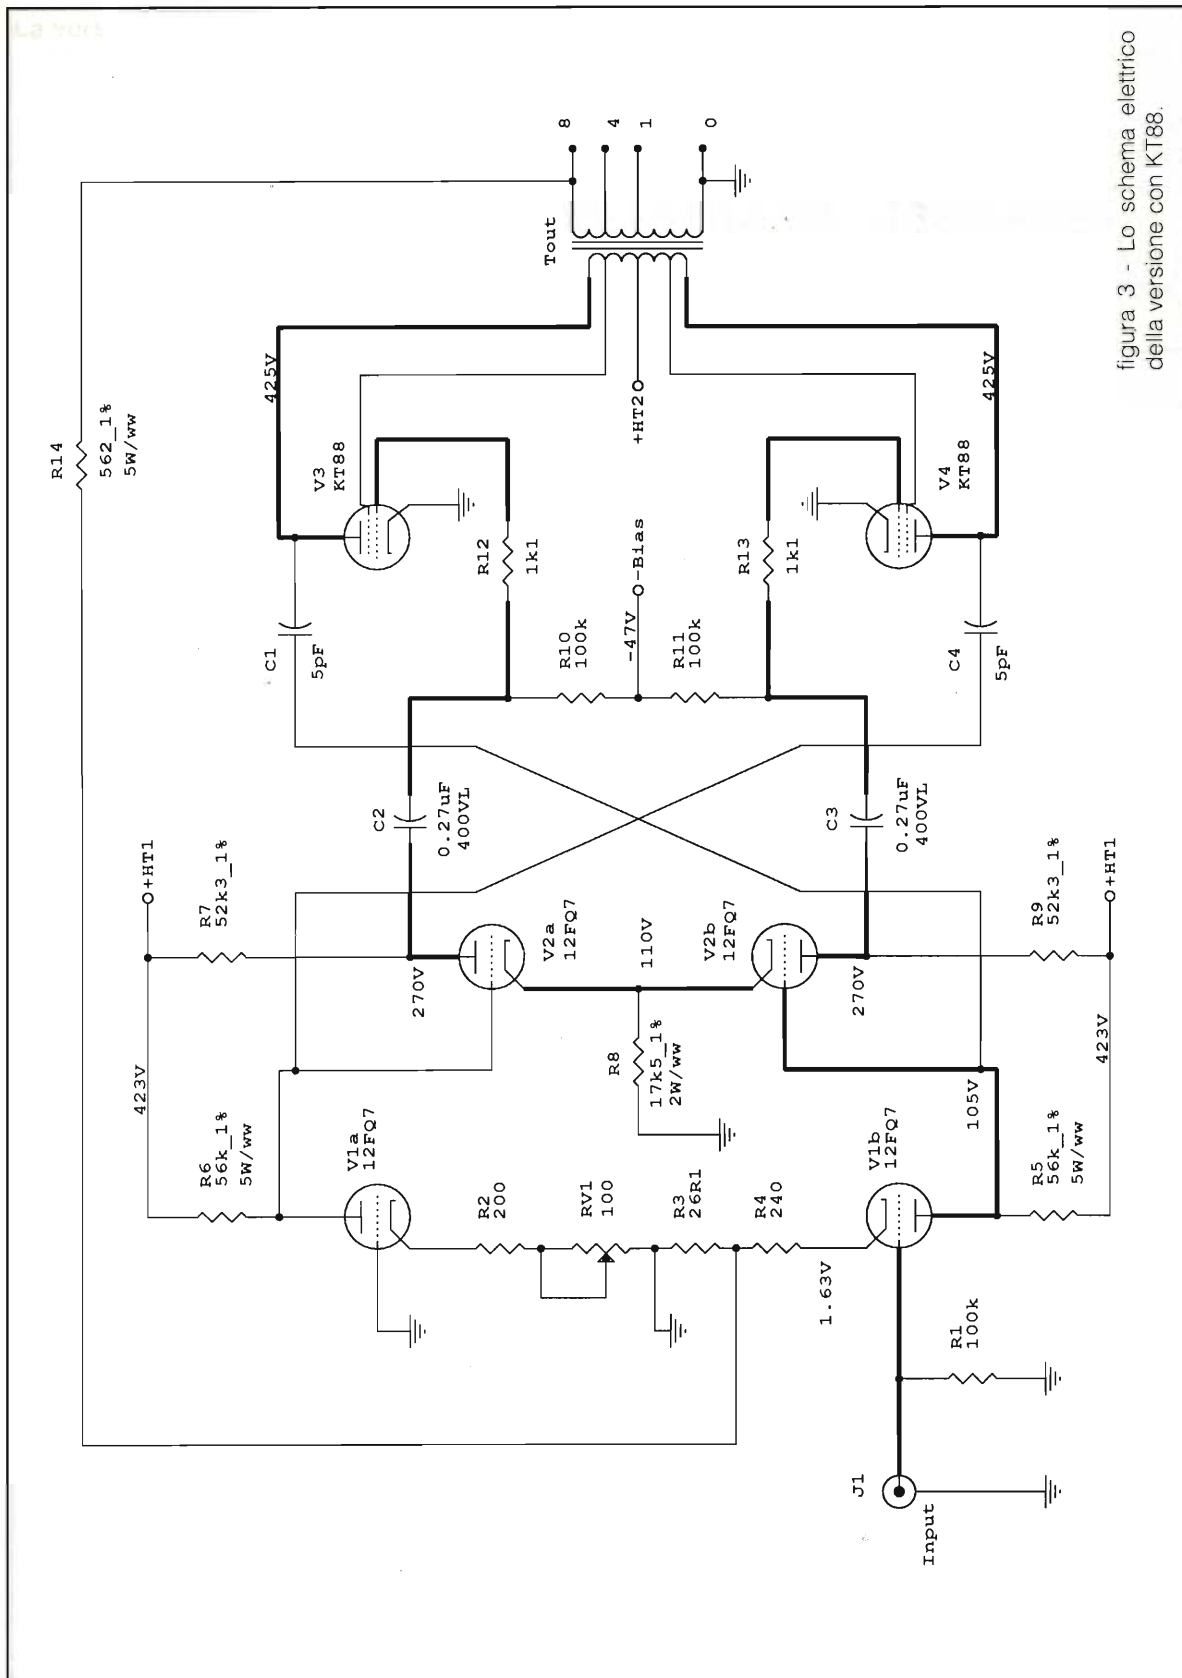 J1
Input
R1
100k
V1a
12FQ7
R2
200
RV1
100
R3
26R1
R4
240
1.63V
V1b
12FQ7
R6
56k_1%
5W/ww
423V
R5
56k_1%
5W/ww
423V
105V
+HT1
R7
52k3_1%
270V
V2a
12FQ7
110V
R8
17k5_1%
2W/ww
V2b
12FQ7
270V
R9
52k3_1%
+HT1
C2
0.27uF
400VL
C3
0.27uF
400VL
C1
5pF
R10
100k
-47V
-Bias
R11
100k
C4
5pF
R12
1k1
R13
1k1
V3
KT88
V4
KT88
425V
425V
+HT2
R14
562_1%
5W/ww
Tout
8
4
1
0
figura 3 - Lo schema elettrico
della versione con KT88.